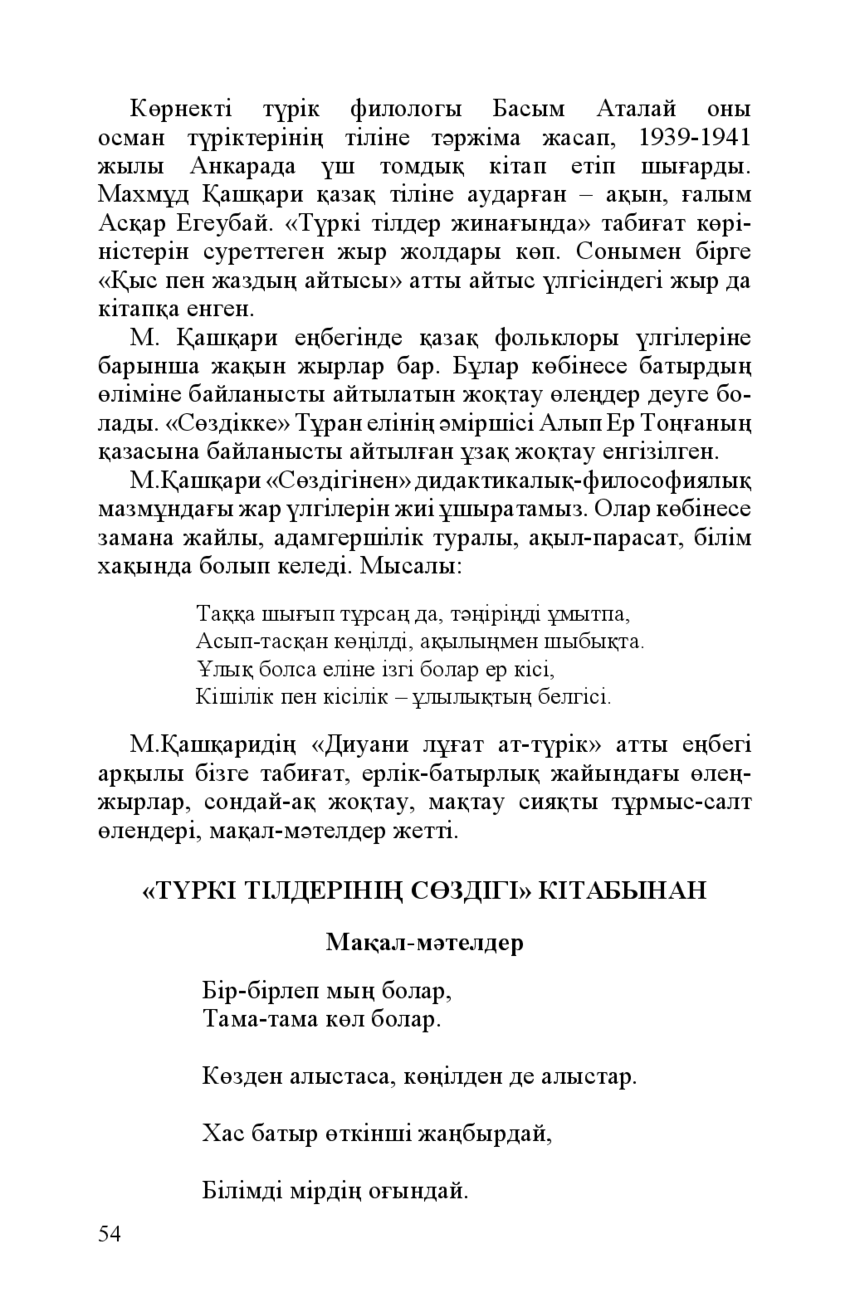 Көрнекті түрік филологы Басым Аталай оны
осман түріктерінің тіліне тәржіма жасап, 1939-1941
жылы Анкарада үш томдық кітап етіп шығарды.
Махмұд Қашқари қазақ тіліне аударған – ақын, ғалым
Асқар Егеубай. «Түркі тілдер жинағында» табиғат көрі-
ністерін суреттеген жыр жолдары көп. Сонымен бірге
«Қыс пен жаздың айтысы» атты айтыс үлгісіндегі жыр да
кітапқа енген.
М. Қашқари еңбегінде қазақ фольклоры үлгілеріне
барынша жақын жырлар бар. Бұлар көбінесе батырдың
өліміне байланысты айтылатын жоқтау өлеңдер деуге бо-
лады. «Сөздікке» Тұран елінің әміршісі Алып Ер Тоңғаның
қазасына байланысты айтылған ұзақ жоқтау енгізілген.
М.Қашқари «Сөздігінен» дидактикалық-философиялық
мазмұндағы жар үлгілерін жиі ұшыратамыз. Олар көбінесе
замана жайлы, адамгершілік туралы, ақыл-парасат, білім
хақында болып келеді. Мысалы:
Таққа шығып тұрсаң да, тәңіріңді ұмытпа,
Асып-тасқан көңілді, ақылыңмен шыбықта.
Ұлық болса еліне ізгі болар ер кісі,
Кішілік пен кісілік – ұлылықтың белгісі.
М.Қашқаридің «Диуани лұғат ат-түрік» атты еңбегі
арқылы бізге табиғат, ерлік-батырлық жайындағы өлең-
жырлар, сондай-ақ жоқтау, мақтау сияқты тұрмыс-салт
өлендері, мақал-мәтелдер жетті.
«ТҮРКІ ТІЛДЕРІНІҢ СӨЗДІГІ» КІТАБЫНАН
Мақал-мәтелдер
Бір-бірлеп мың болар,
Тама-тама көл болар.
Көзден алыстаса, көңілден де алыстар.
Хас батыр өткінші жаңбырдай,
Білімді мірдің оғындай.
54